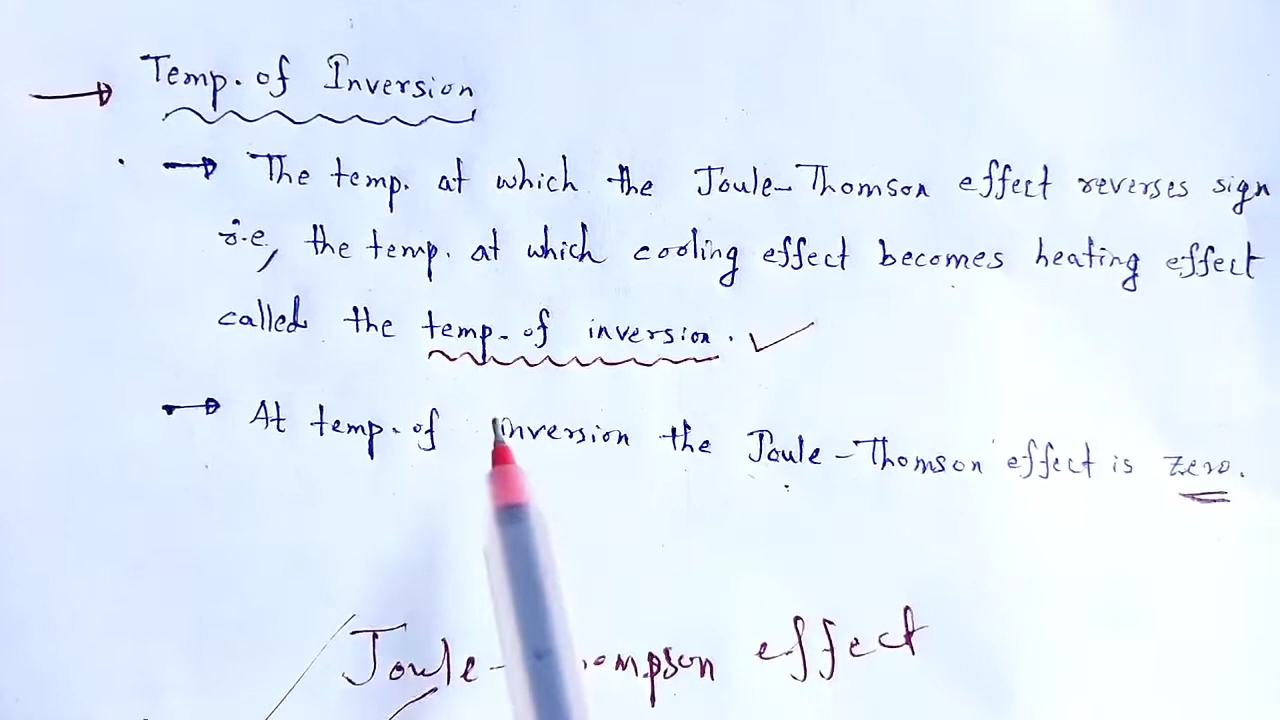 Temp. of Inversion
The temp. at which the Joule-Thomson effect reverses sign
i.e, the temp. at which cooling effect becomes heating effect
called the temp. of inversion.
At temp. of inversion the Joule-Thomson effect is zero.
Joule- effect